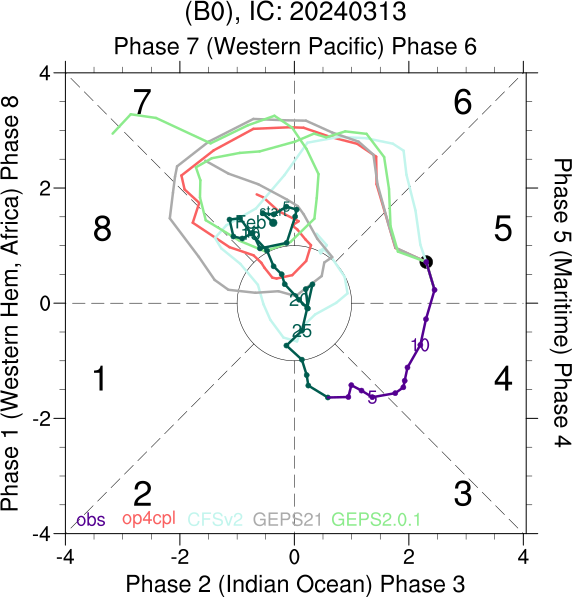 (B0), IC: 20240313
Phase 7 (Western Pacific) Phase 6
4
7
6
2
8
5
star
5
Feb
0
20
25
10
1
4
5
-2
2
3
obs op4cpl CFSv2 GEPS21 GEPS2.0.1
-4
-4 -2 0 2 4
Phase 2 (Indian Ocean) Phase 3
Phase 1 (Western Hem, Africa) Phase 8
Phase 5 (Maritime) Phase 4